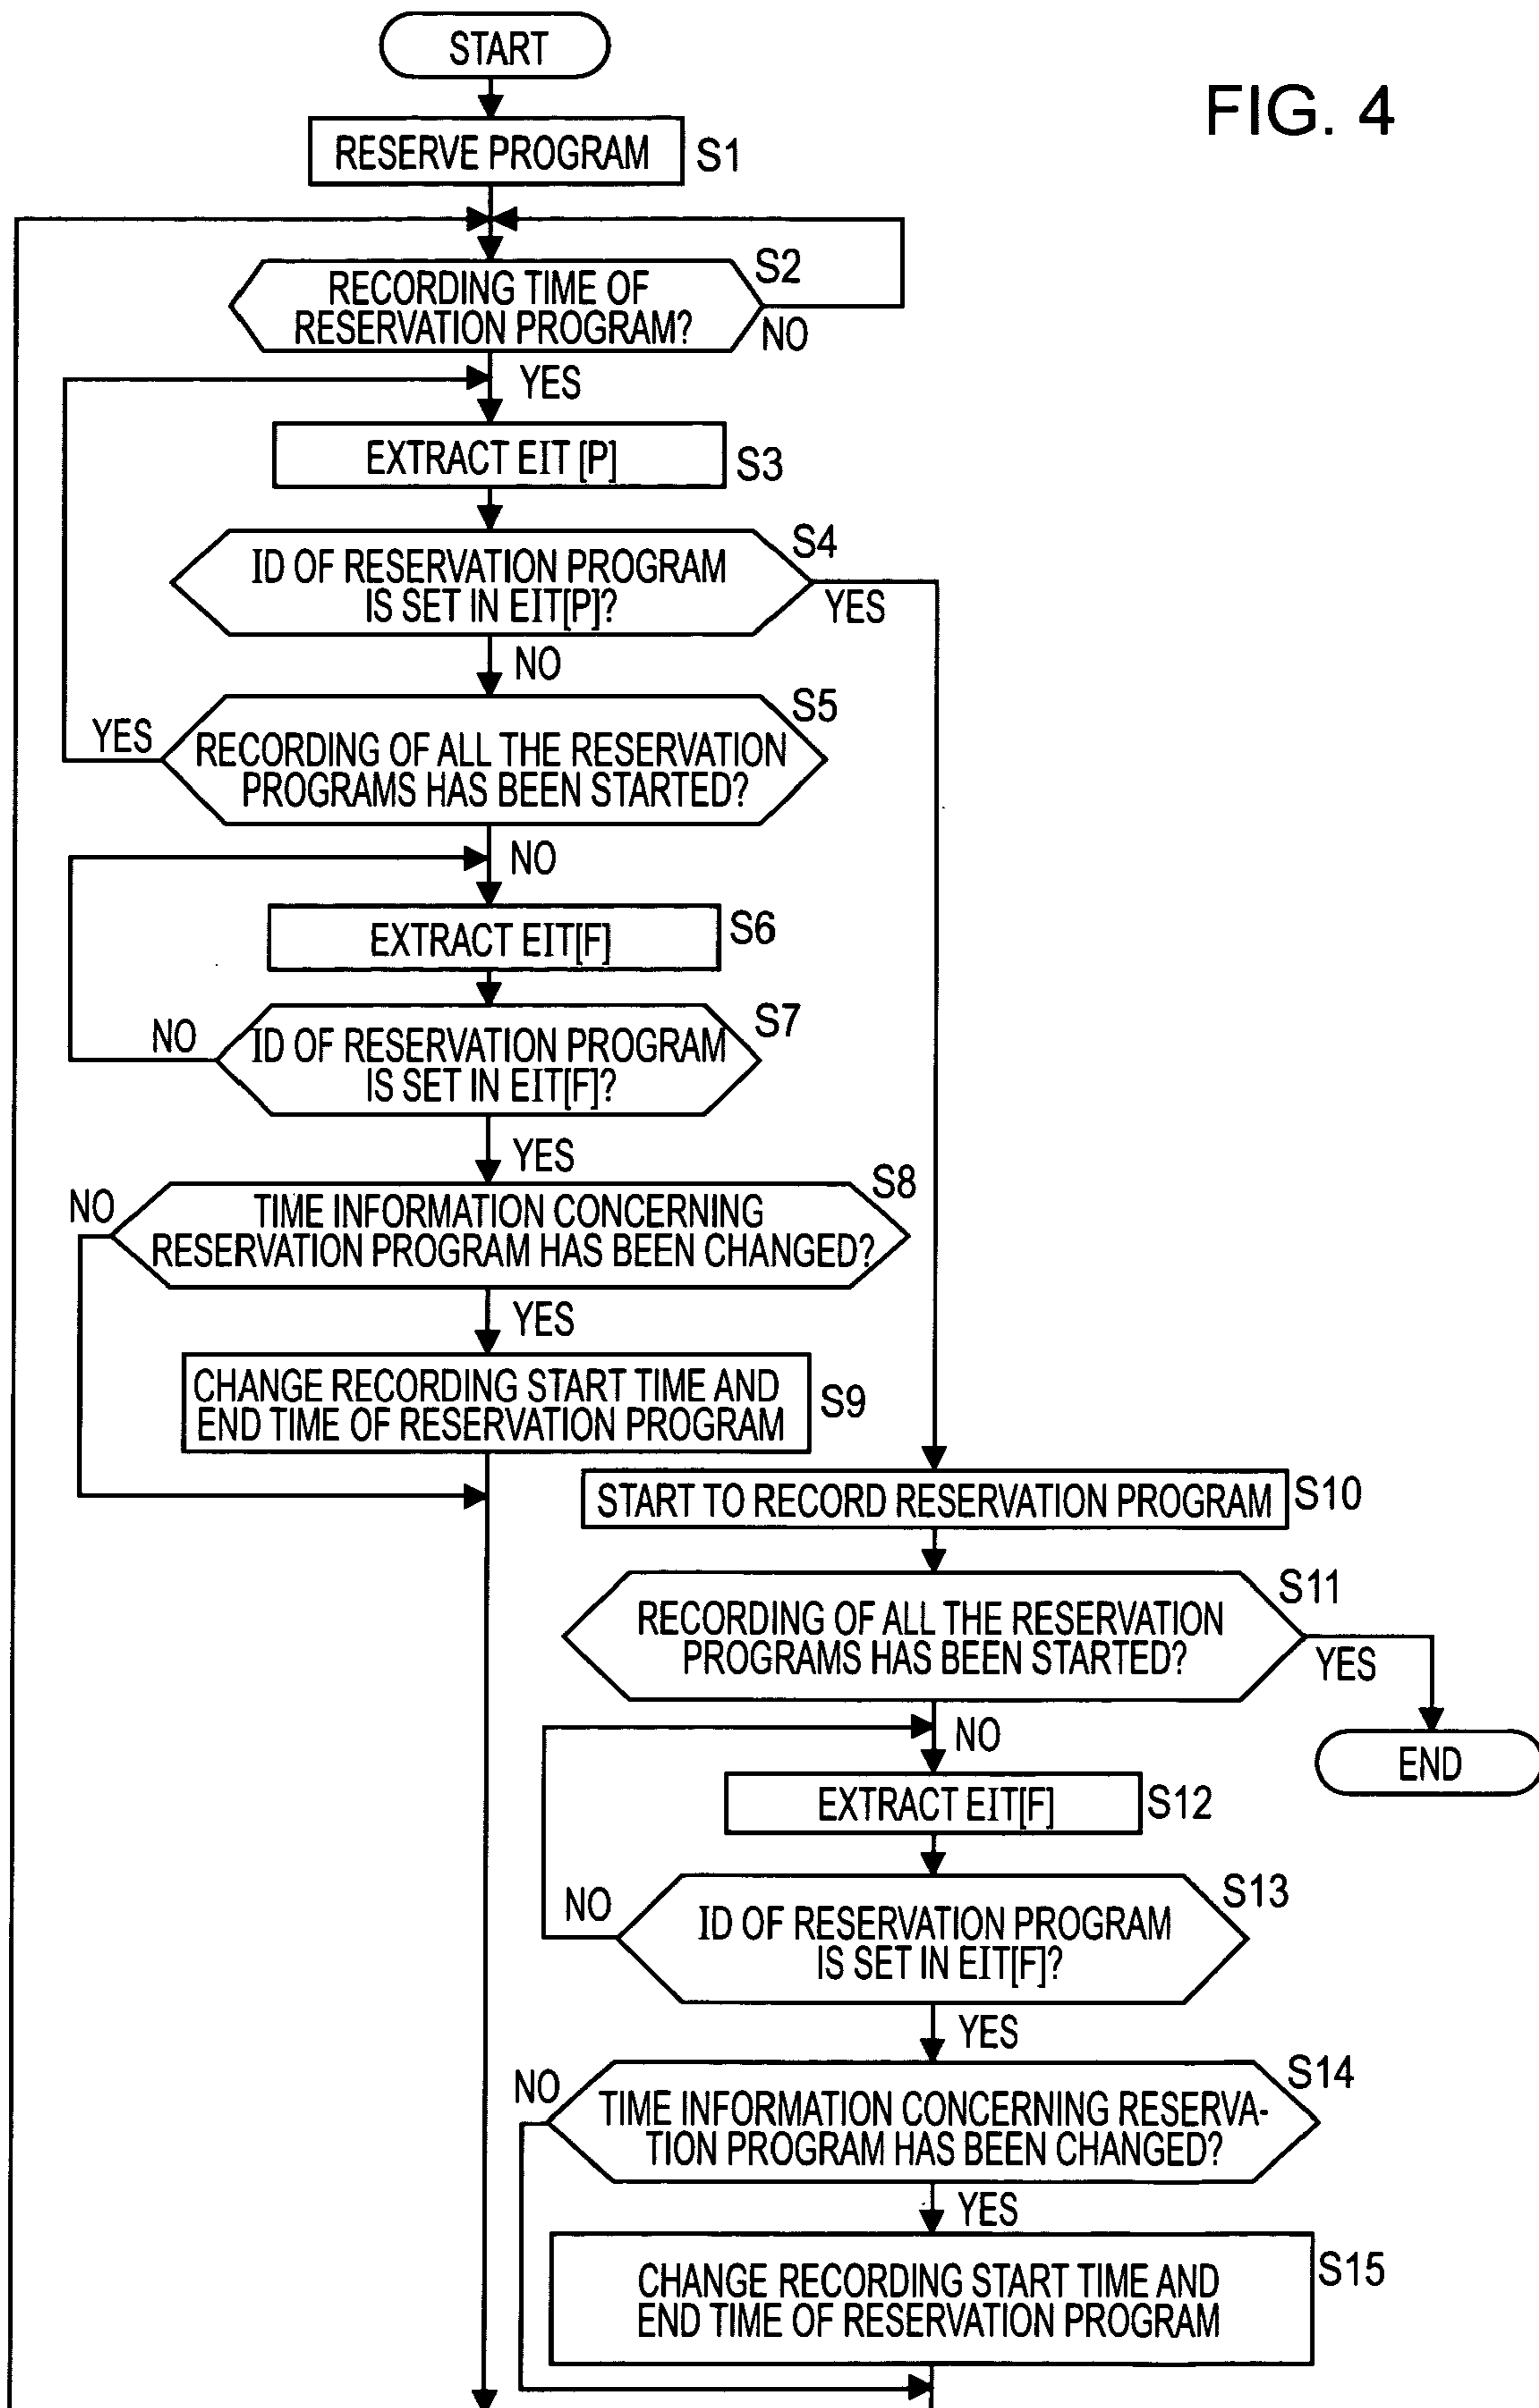 START
FIG. 4
RESERVE PROGRAM
S1
S2
RECORDING TIME OF
RESERVATION PROGRAM?
NO
YES
EXTRACT EIT [P]
S3
S4
ID OF RESERVATION PROGRAM
IS SET IN EIT[P]?
YES
NO
S5
YES
RECORDING OF ALL THE RESERVATION
PROGRAMS HAS BEEN STARTED?
NO
EXTRACT EIT[F]
S6
S7
NO
ID OF RESERVATION PROGRAM
IS SET IN EIT[F]?
YES
S8
NO
TIME INFORMATION CONCERNING
RESERVATION PROGRAM HAS BEEN CHANGED?
YES
CHANGE RECORDING START TIME AND
END TIME OF RESERVATION PROGRAM
S9
START TO RECORD RESERVATION PROGRAM
S10
S11
RECORDING OF ALL THE RESERVATION
PROGRAMS HAS BEEN STARTED?
YES
NO
END
EXTRACT EIT[F]
S12
S13
NO
ID OF RESERVATION PROGRAM
IS SET IN EIT[F]?
YES
S14
NO
TIME INFORMATION CONCERNING RESERVA-
TION PROGRAM HAS BEEN CHANGED?
YES
S15
CHANGE RECORDING START TIME AND
END TIME OF RESERVATION PROGRAM